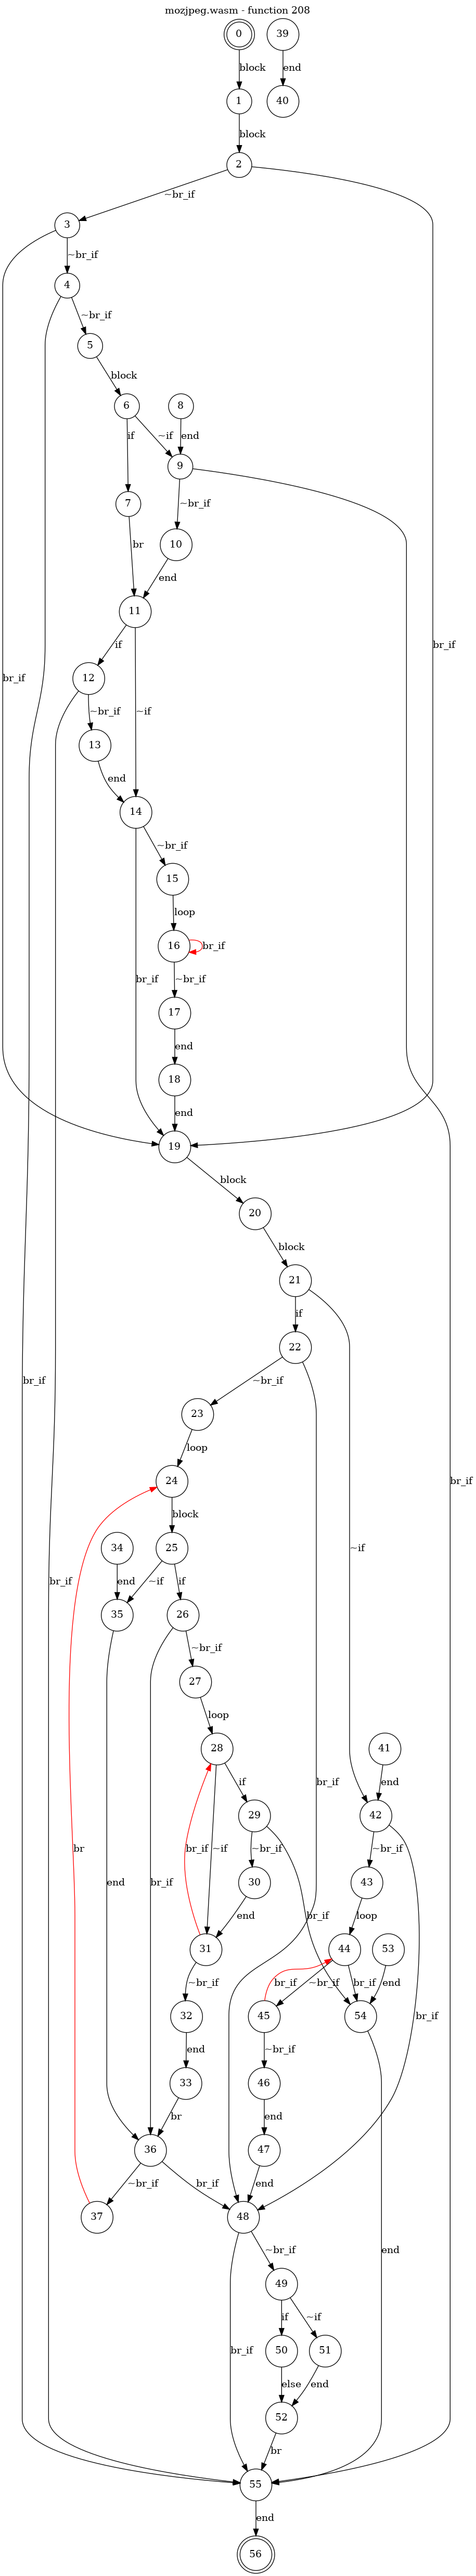 mozjpeg.wasm - function 208
0 39
block end
1 40
block
2
~br_if
3
~br_if
4
~br_if
5
block
6 8
if ~if end
9
7 ~br_if
br 10
end
11
if ~if br_if
br_if 12
~br_if
13
end
14
~br_if
15
loop
16 br_if
br_if ~br_if
17
end
18
end
19
block
20
block
21
if
22
br_if ~br_if br_if
23
loop
24
block
34 25 ~if
end ~if if
35 26
~br_if
27
loop
28 41
if br_if end
29 42
br_if ~if ~br_if ~br_if
end br_if 30 br_if 43
end loop
31 44 53
~br_if br_if ~br_if br_if end
32 45 54 br_if
end ~br_if
33 46
br end
36 47
~br_if br_if end
37 48
br ~br_if
49
br_if if ~if end
50 51
else end
52
br
br_if br_if
55
end
56